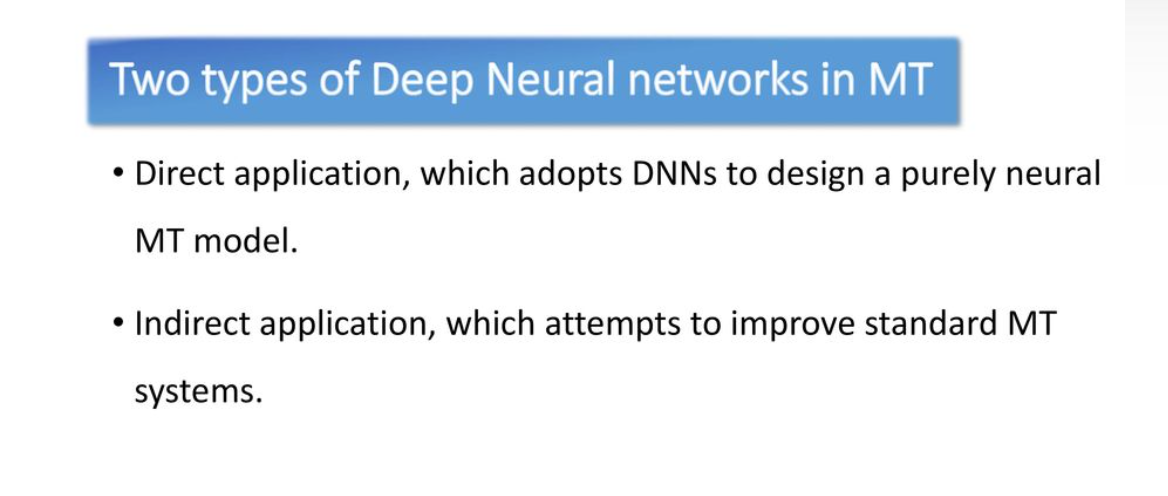 Two types of Deep Neural networks in MT
• Direct application, which adopts DNNs to design a purely neural
MT model.
• Indirect application, which attempts to improve standard MT
systems.